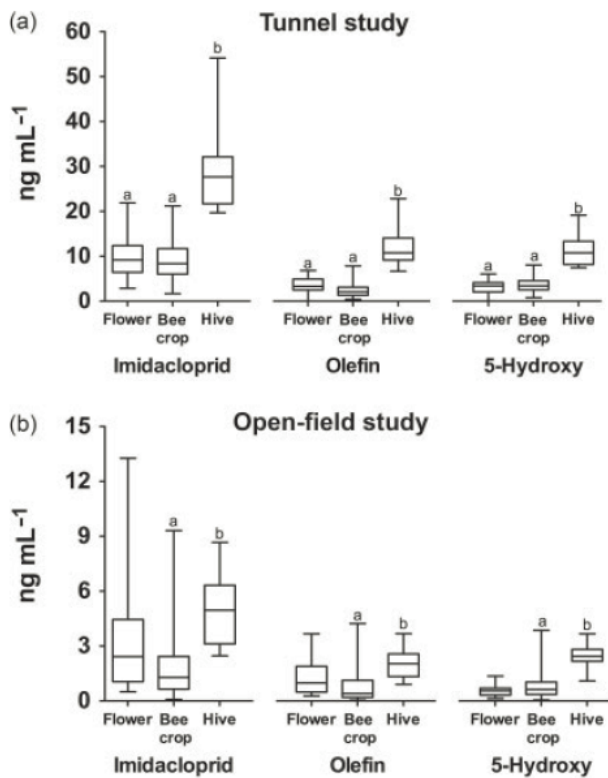 (a) Tunnel study
60
50
40
30
20
10
0
ng mL⁻¹
a a b
a a b
a a b
Flower Bee crop Hive
Flower Bee crop Hive
Flower Bee crop Hive
Imidacloprid Olefin 5-Hydroxy
(b) Open-field study
15
12
9
6
3
0
ng mL⁻¹
a b
a b
a b
Flower Bee crop Hive
Flower Bee crop Hive
Flower Bee crop Hive
Imidacloprid Olefin 5-Hydroxy